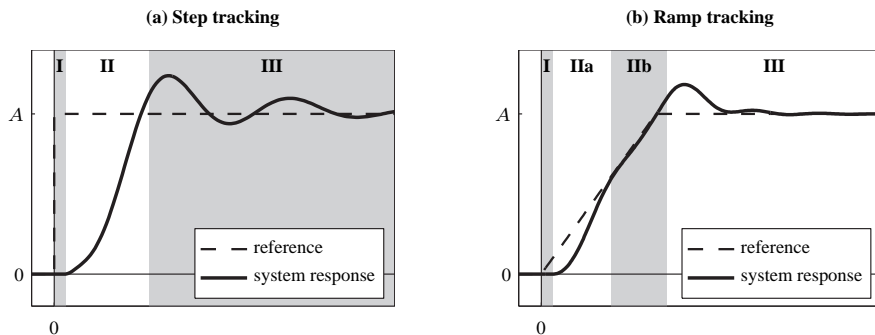 (a) Step tracking
I II III
A
0
reference
system response
0
(b) Ramp tracking
I IIa IIb III
A
0
reference
system response
0